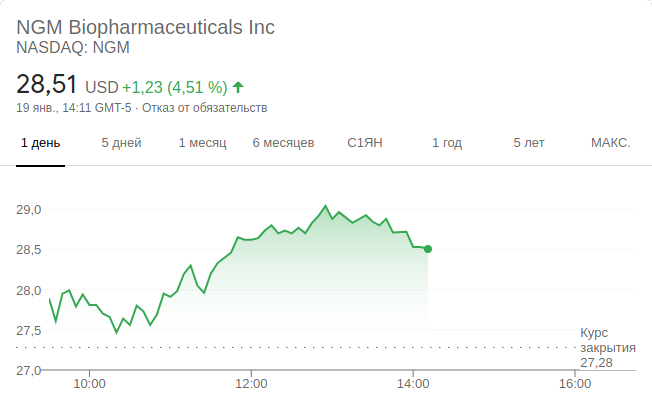 NGM Biopharmaceuticals Inc
NASDAQ: NGM
28,51 USD +1,23 (4,51 %)
19 янв., 14:11 GMT-5 · Отказ от обязательств
1 день 5 дней 1 месяц 6 месяцев С1ЯН 1 год 5 лет МАКС.
29,0
28,5
28,0
27,5
Курс
закрытия
27,28
27,0
10:00 12:00 14:00 16:00